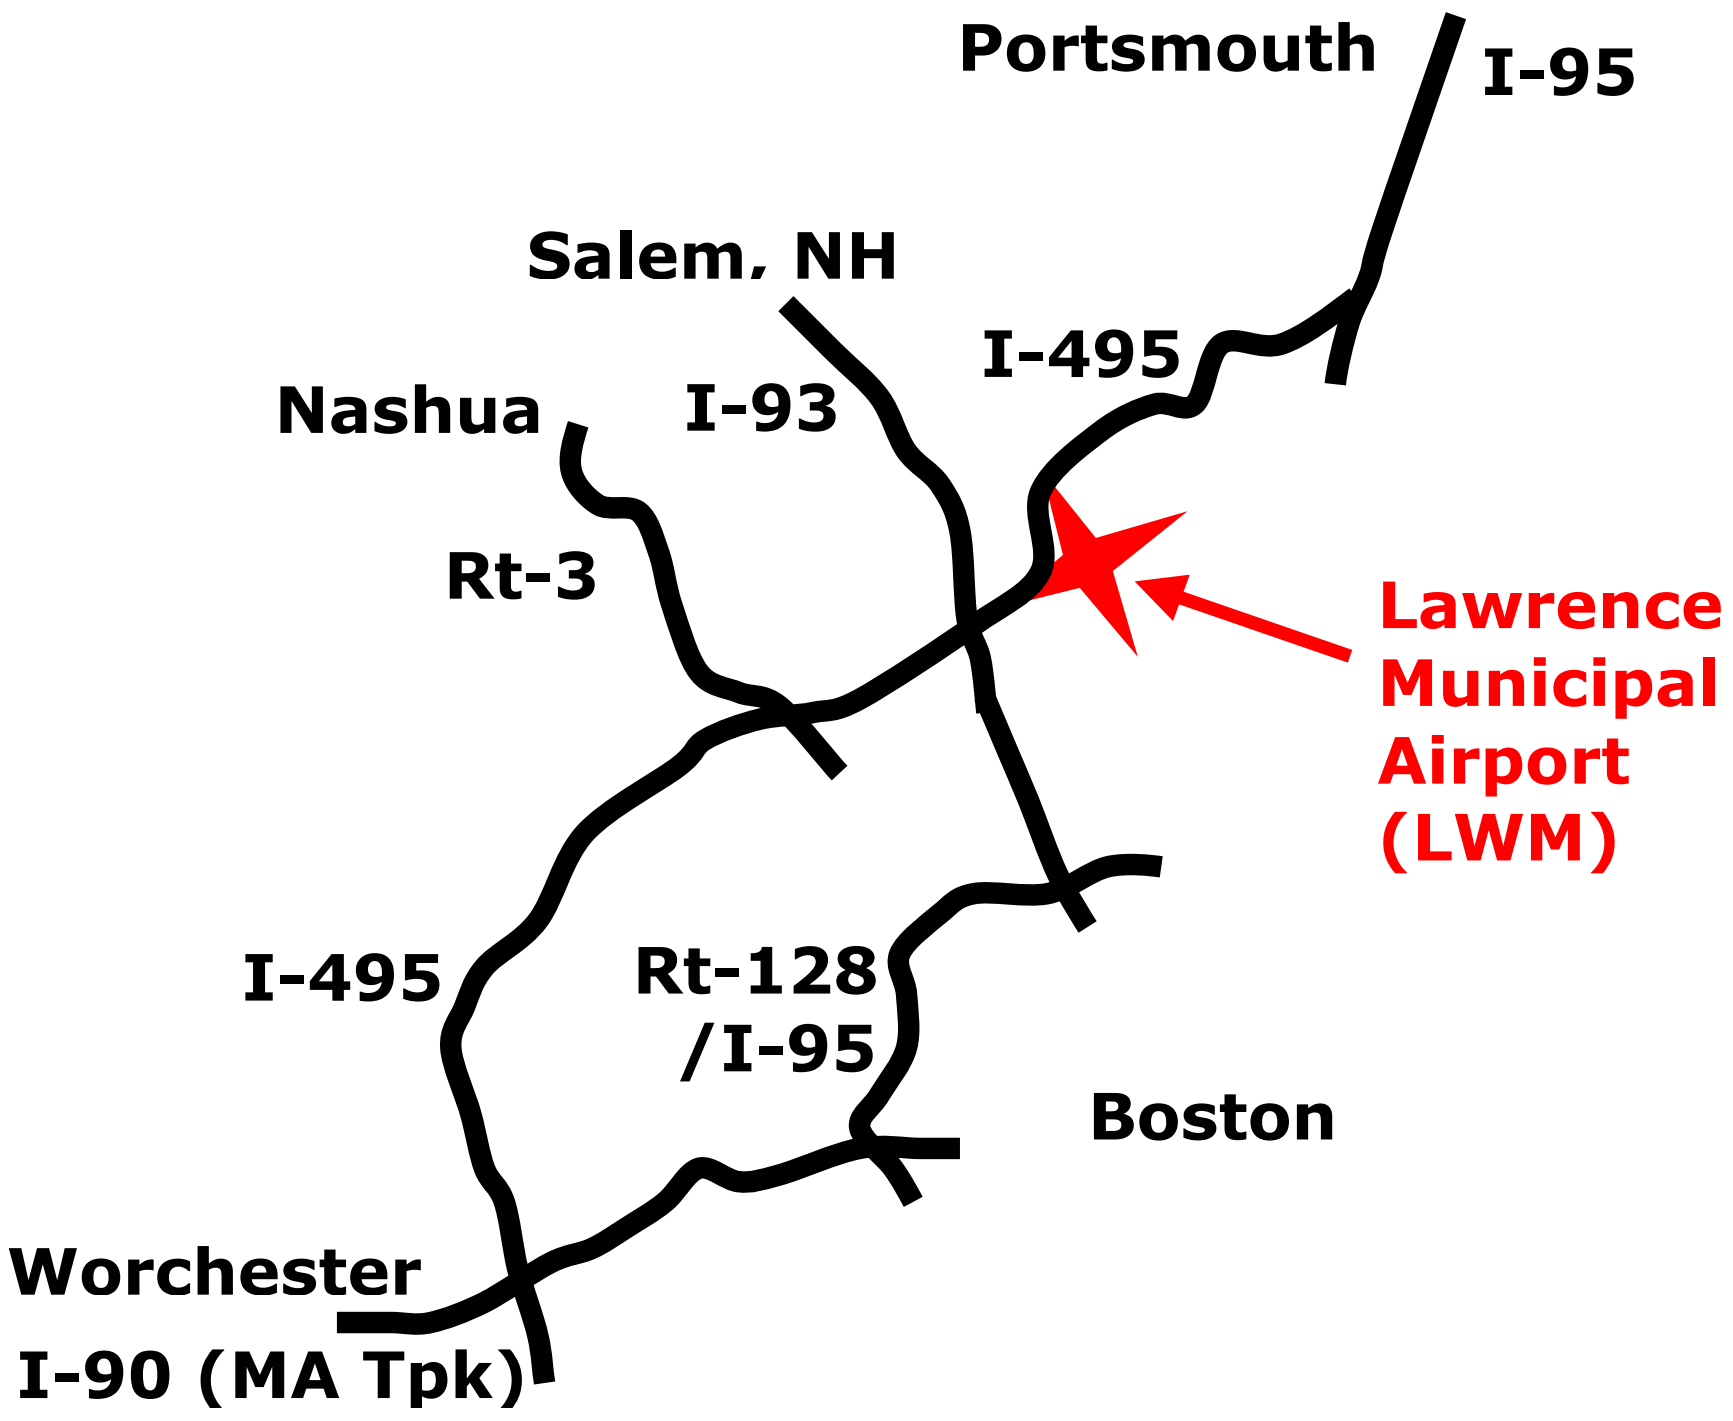 Portsmouth
I-95
Salem, NH
I-495
I-93
Nashua
Rt-3
Lawrence
Municipal
Airport
(LWM)
I-495
Rt-128
/I-95
Boston
Worchester
I-90 (MA Tpk)